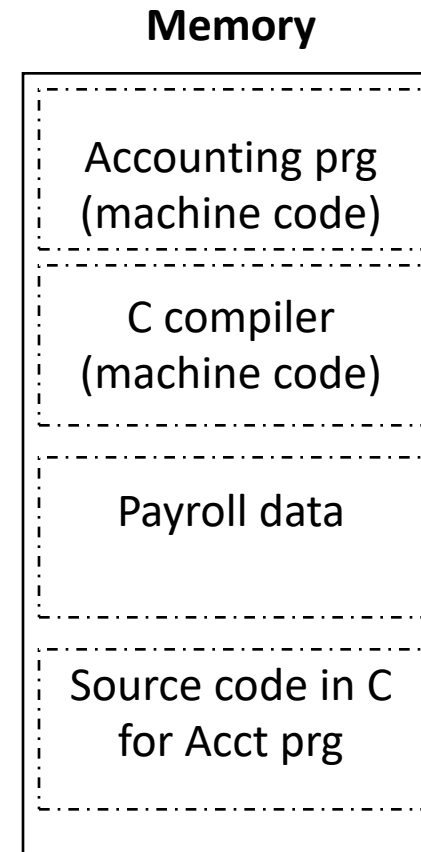 Memory
Accounting prg
(machine code)
C compiler
(machine code)
Payroll data
Source code in C
for Acct prg